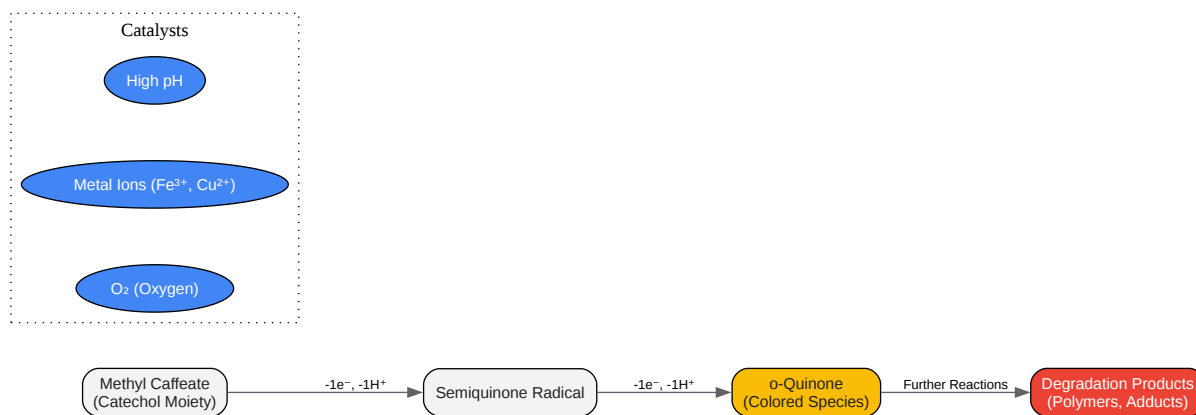 Catalysts
High pH
Metal Ions (Fe³⁺, Cu²⁺)
O₂ (Oxygen)
Methyl Caffeate
(Catechol Moiety)
-1e⁻, -1H⁺
Semiquinone Radical
-1e⁻, -1H⁺
o-Quinone
(Colored Species)
Further Reactions
Degradation Products
(Polymers, Adducts)